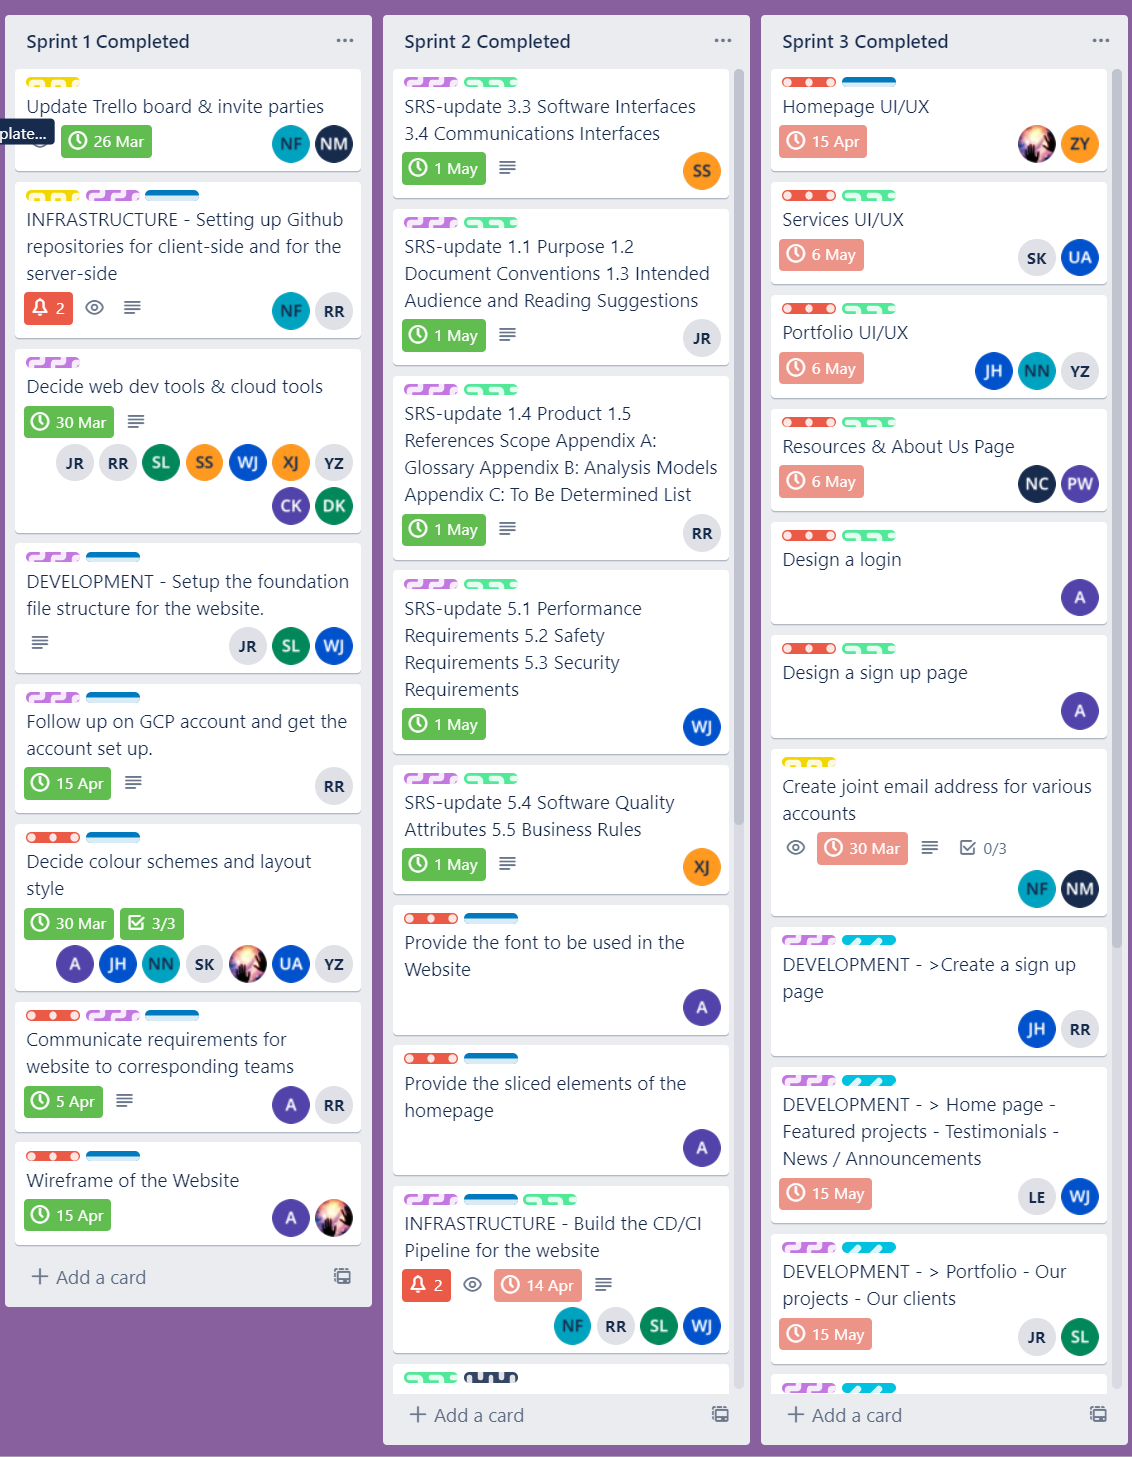 Sprint 1 Completed
Update Trello board & invite parties
plate...
26 Mar
NF NM
INFRASTRUCTURE - Setting up Github
repositories for client-side and for the
server-side
2
NF RR
Decide web dev tools & cloud tools
30 Mar
JR RR SL SS WJ XJ YZ
CK DK
DEVELOPMENT - Setup the foundation
file structure for the website.
JR SL WJ
Follow up on GCP account and get the
account set up.
15 Apr
RR
Decide colour schemes and layout
style
30 Mar 3/3
A JH NN SK UA YZ
Communicate requirements for
website to corresponding teams
5 Apr
A RR
Wireframe of the Website
15 Apr
A
Add a card
Sprint 2 Completed
SRS-update 3.3 Software Interfaces
3.4 Communications Interfaces
1 May
SS
SRS-update 1.1 Purpose 1.2
Document Conventions 1.3 Intended
Audience and Reading Suggestions
1 May
JR
SRS-update 1.4 Product 1.5
References Scope Appendix A:
Glossary Appendix B: Analysis Models
Appendix C: To Be Determined List
1 May
RR
SRS-update 5.1 Performance
Requirements 5.2 Safety
Requirements 5.3 Security
Requirements
1 May
WJ
SRS-update 5.4 Software Quality
Attributes 5.5 Business Rules
1 May
XJ
Provide the font to be used in the
Website
A
Provide the sliced elements of the
homepage
A
INFRASTRUCTURE - Build the CD/CI
Pipeline for the website
2 14 Apr
NF RR SL WJ
Add a card
Sprint 3 Completed
Homepage UI/UX
15 Apr
ZY
Services UI/UX
6 May
SK UA
Portfolio UI/UX
6 May
JH NN YZ
Resources & About Us Page
6 May
NC PW
Design a login
A
Design a sign up page
A
Create joint email address for various
accounts
30 Mar 0/3
NF NM
DEVELOPMENT - >Create a sign up
page
JH RR
DEVELOPMENT - > Home page -
Featured projects - Testimonials -
News / Announcements
15 May
LE WJ
DEVELOPMENT - > Portfolio - Our
projects - Our clients
15 May
JR SL
Add a card